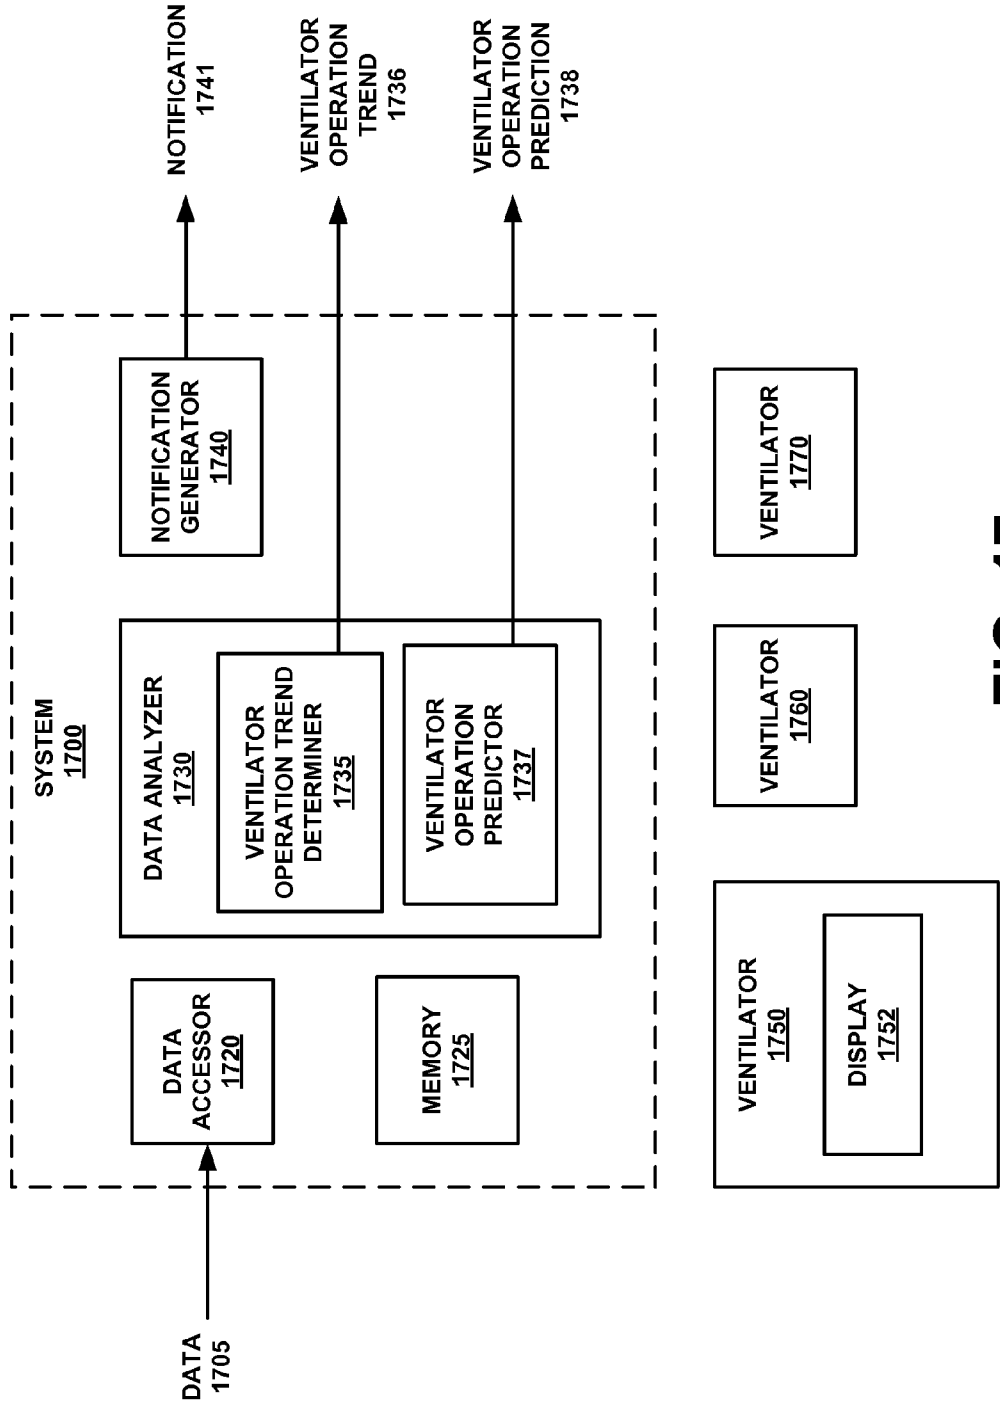 SYSTEM
1700
DATA
1705
DATA
ACCESSOR
1720
MEMORY
1725
DATA ANALYZER
1730
VENTILATOR
OPERATION TREND
DETERMINER
1735
VENTILATOR
OPERATION
PREDICTOR
1737
NOTIFICATION
GENERATOR
1740
NOTIFICATION
1741
VENTILATOR
OPERATION
TREND
1736
VENTILATOR
OPERATION
PREDICTION
1738
VENTILATOR
1750
DISPLAY
1752
VENTILATOR
1760
VENTILATOR
1770